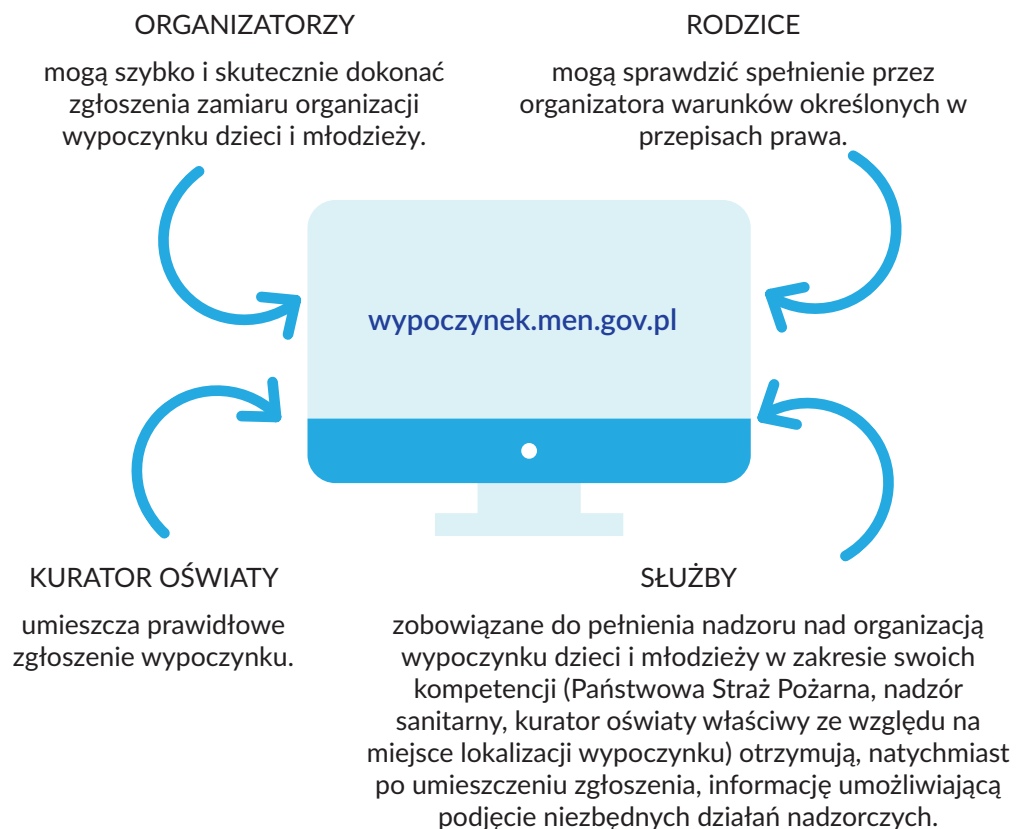 ORGANIZATORZY
mogą szybko i skutecznie dokonać
zgłoszenia zamiaru organizacji
wypoczynku dzieci i młodzieży.
RODZICE
mogą sprawdzić spełnienie przez
organizatora warunków określonych w
przepisach prawa.
wypoczynek.men.gov.pl
KURATOR OŚWIATY
umieszcza prawidłowe
zgłoszenie wypoczynku.
SŁUŻBY
zobowiązane do pełnienia nadzoru nad organizacją
wypoczynku dzieci i młodzieży w zakresie swoich
kompetencji (Państwowa Straż Pożarna, nadzór
sanitarny, kurator oświaty właściwy ze względu na
miejsce lokalizacji wypoczynku) otrzymują, natychmiast
po umieszczeniu zgłoszenia, informację umożliwiającą
podjęcie niezbędnych działań nadzorczych.